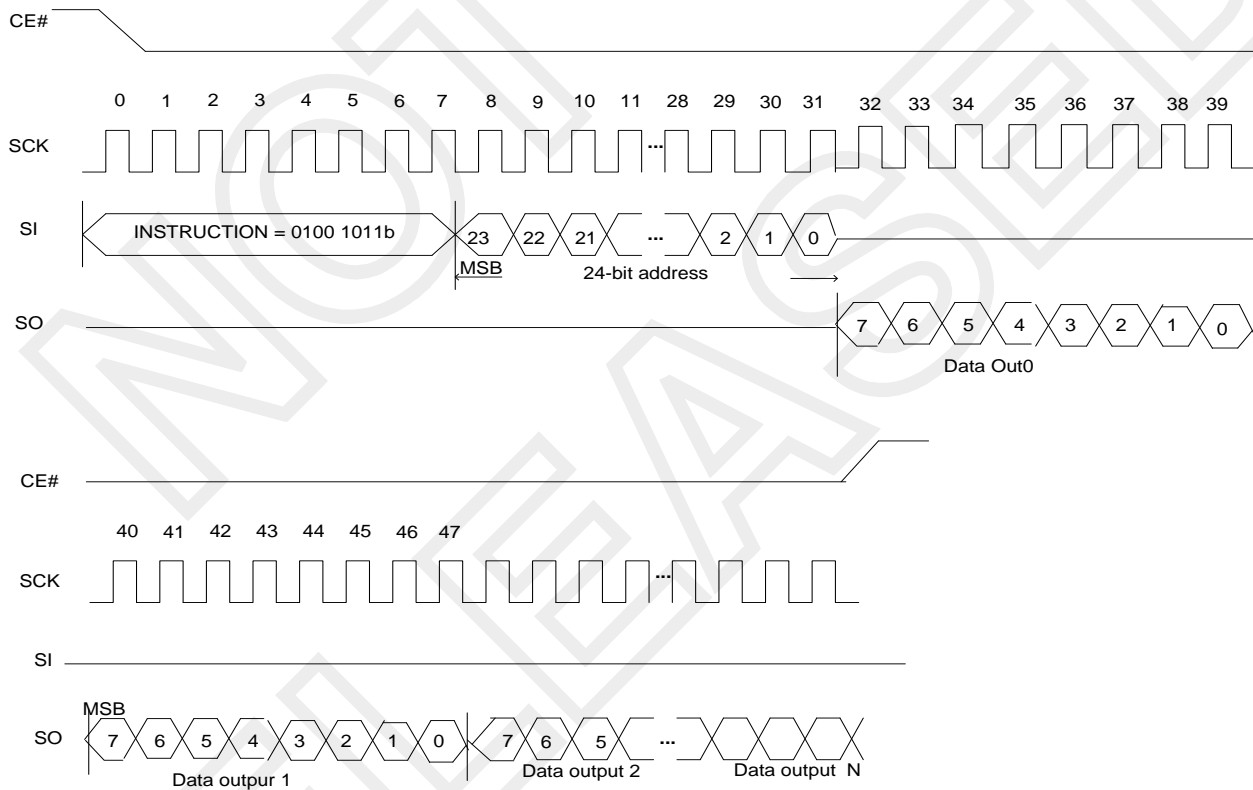 CE#
0 1 2 3 4 5 6 7 8 9 10 11 28 29 30 31 32 33 34 35 36 37 38 39
SCK ...
SI INSTRUCTION = 0100 1011b 23 22 21 ... 2 1 0
MSB 24-bit address
SO 7 6 5 4 3 2 1 0
Data Out0
CE#
40 41 42 43 44 45 46 47
SCK ...
SI
MSB
SO 7 6 5 4 3 2 1 0 7 6 5 ...
Data outpur 1 Data output 2 Data output N